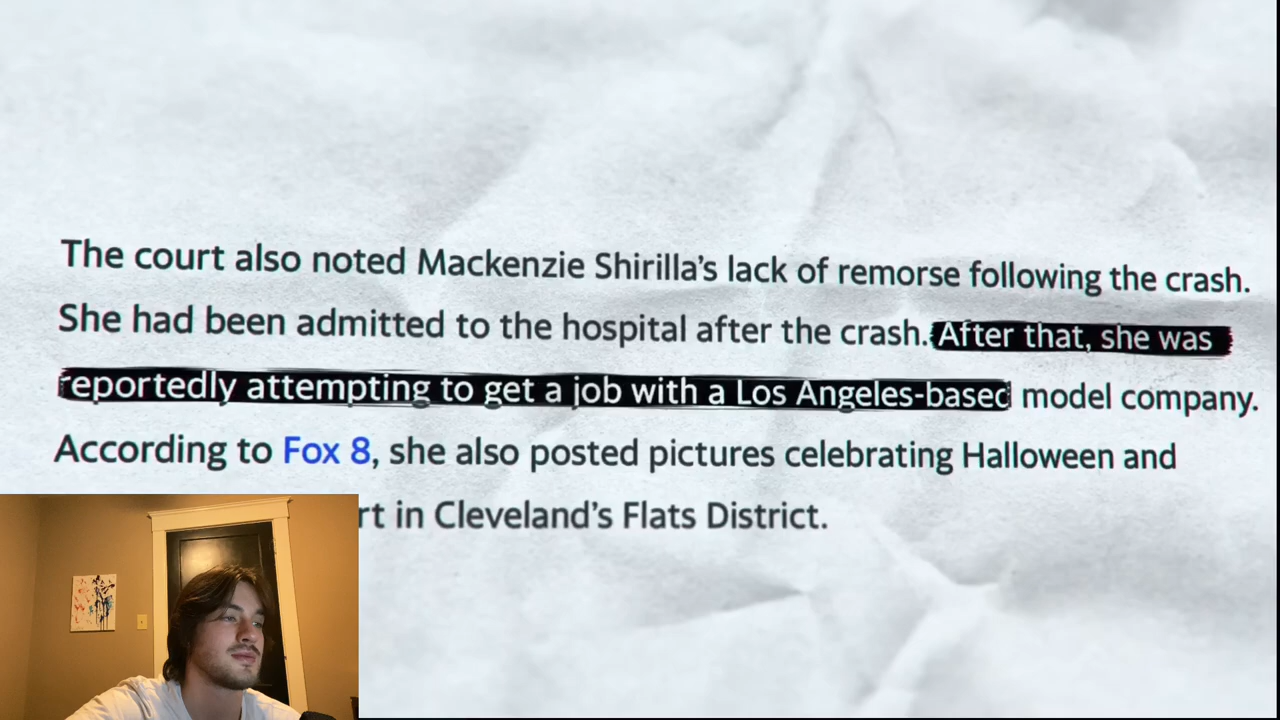 The court also noted Mackenzie Shirilla's lack of remorse following the crash.
She had been admitted to the hospital after the crash. After that, she was
reportedly attempting to get a job with a Los Angeles-based model company.
According to Fox 8, she also posted pictures celebrating Halloween and
rt in Cleveland's Flats District.